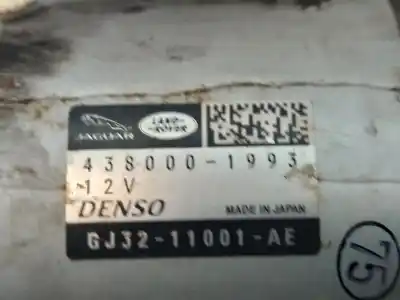 JAGUAR
LAND-
-ROVER
438000-1993
12V
DENSO MADE IN JAPAN
GJ32-11001-AE
75